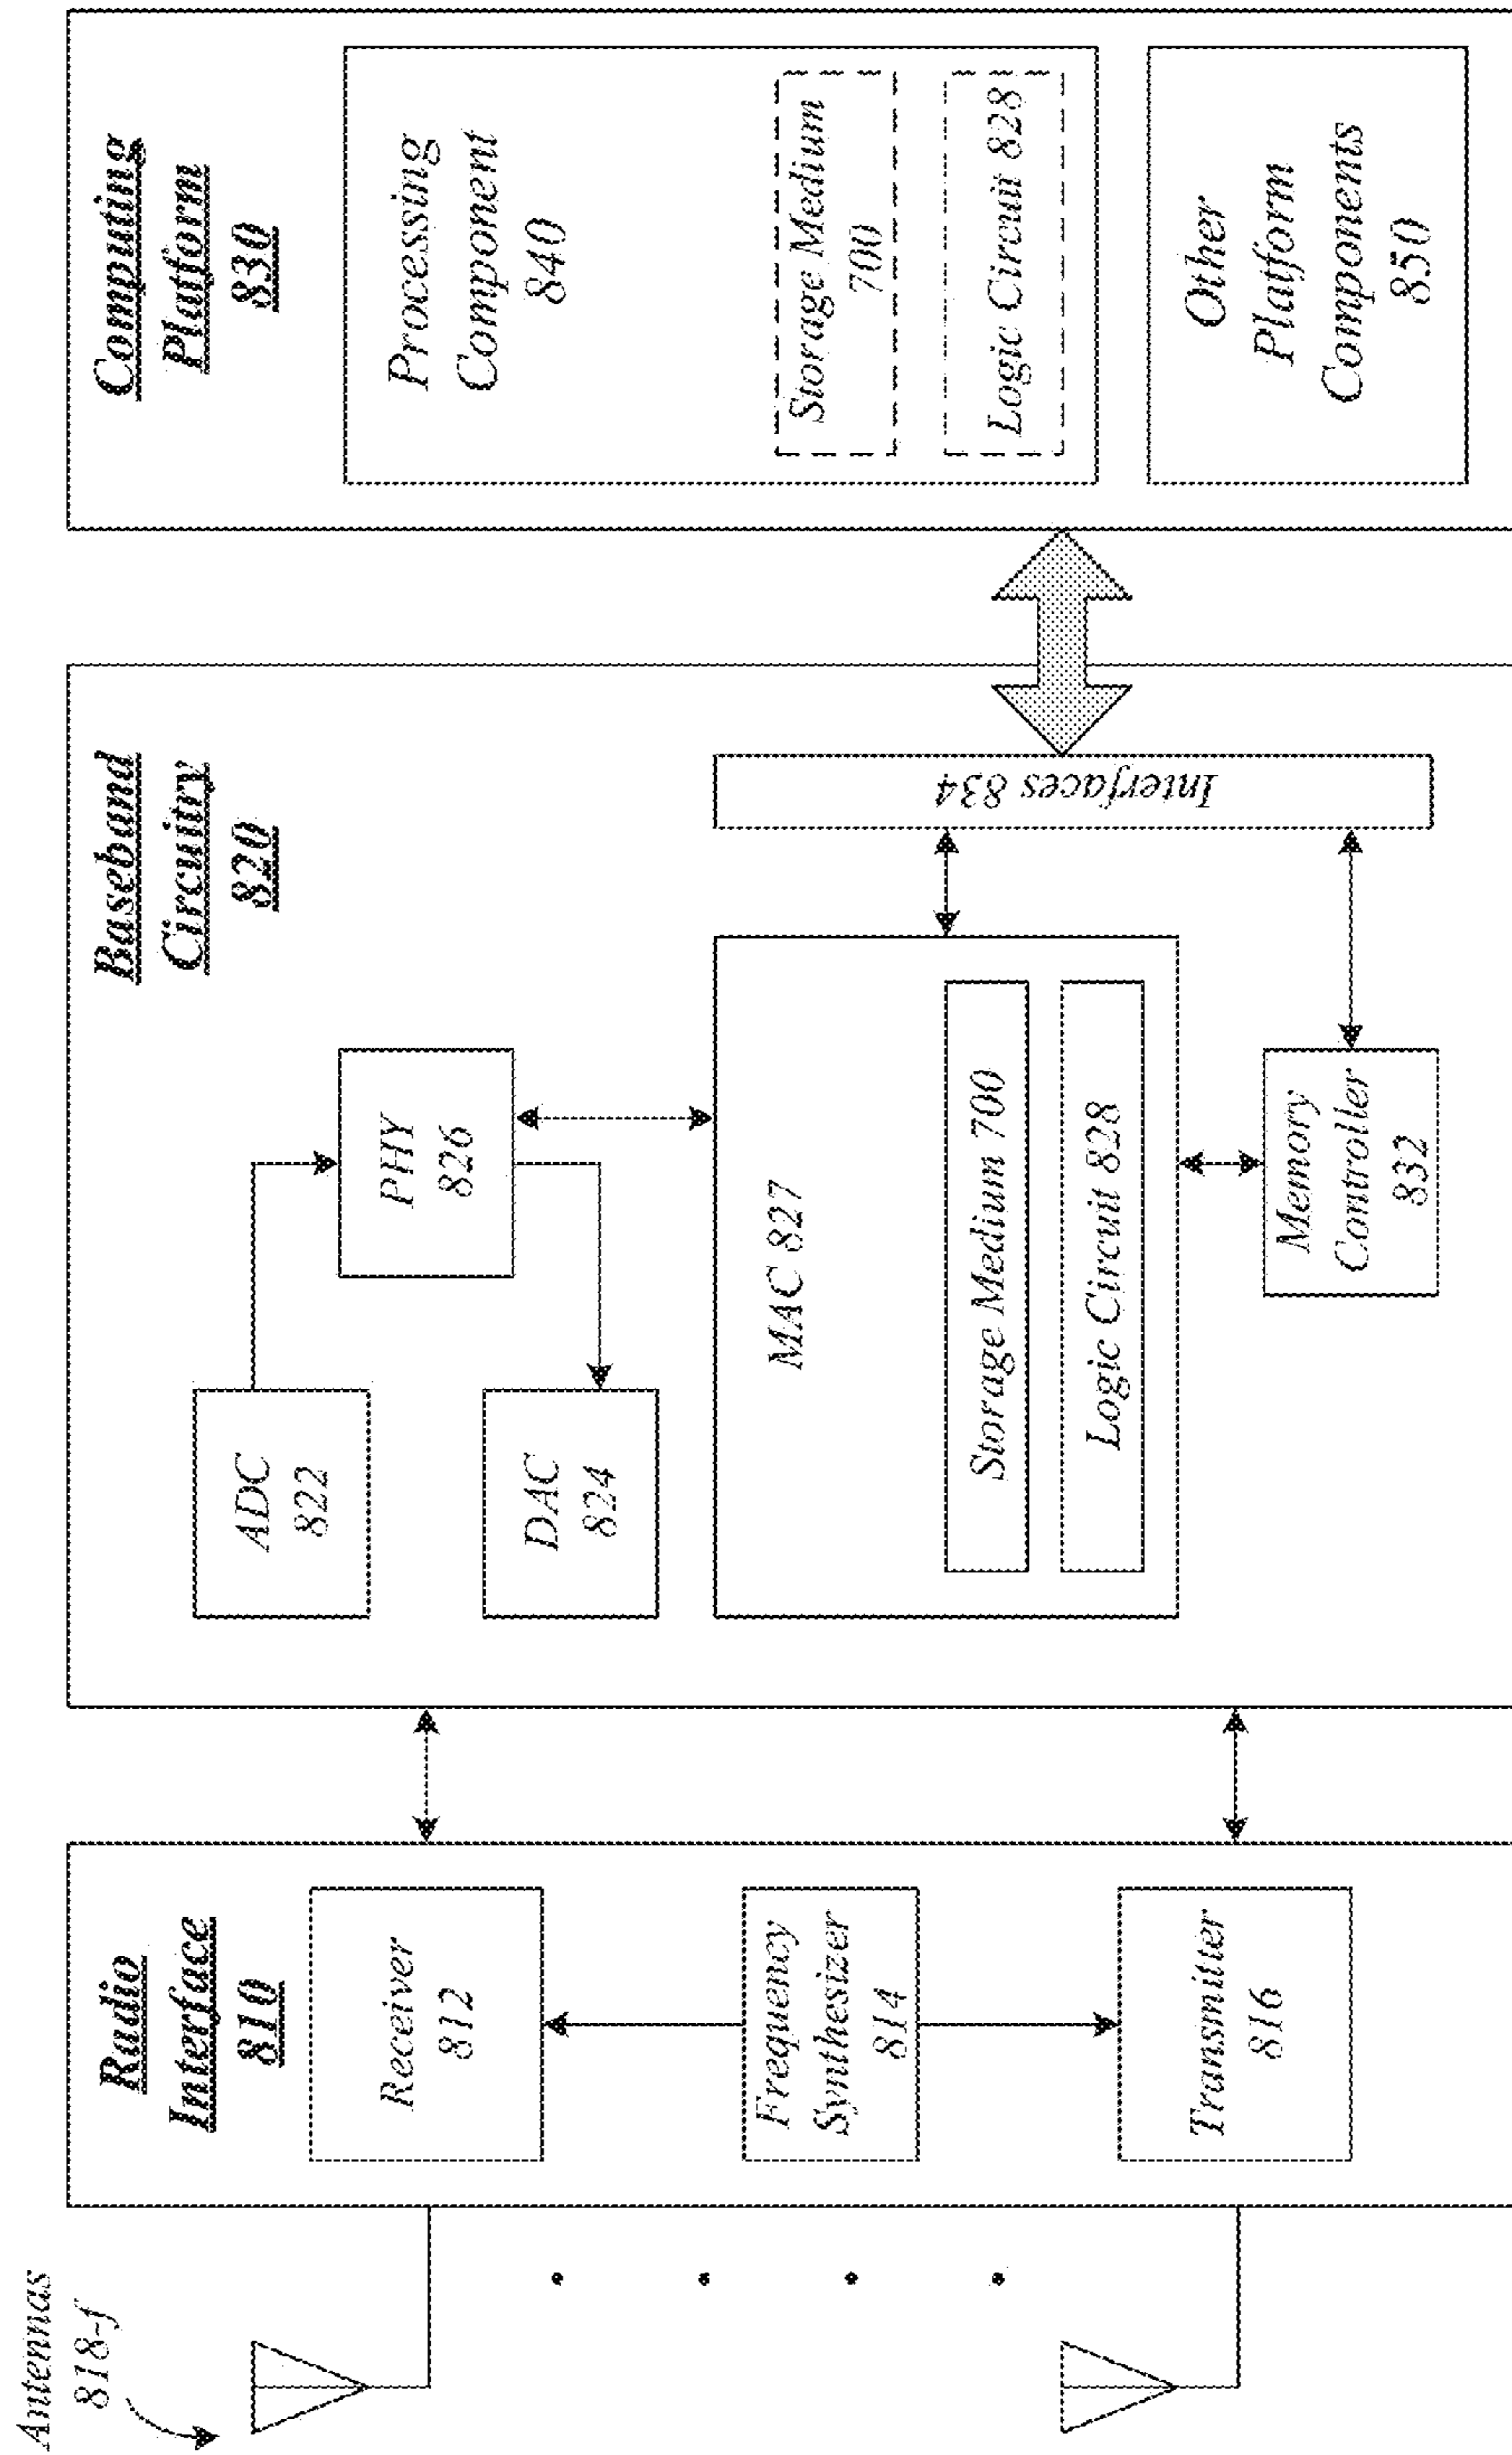 Antennas
818-f
Radio
Interface
810
Receiver
812
Frequency
Synthesizer
814
Transmitter
816
Baseband
Circuitry
820
ADC
822
PHY
826
DAC
824
MAC 827
Storage Medium 700
Logic Circuit 828
Memory
Controller
832
Interfaces 834
Computing
Platform
830
Processing
Component
840
Storage Medium
700
Logic Circuit 828
Other
Platform
Components
850